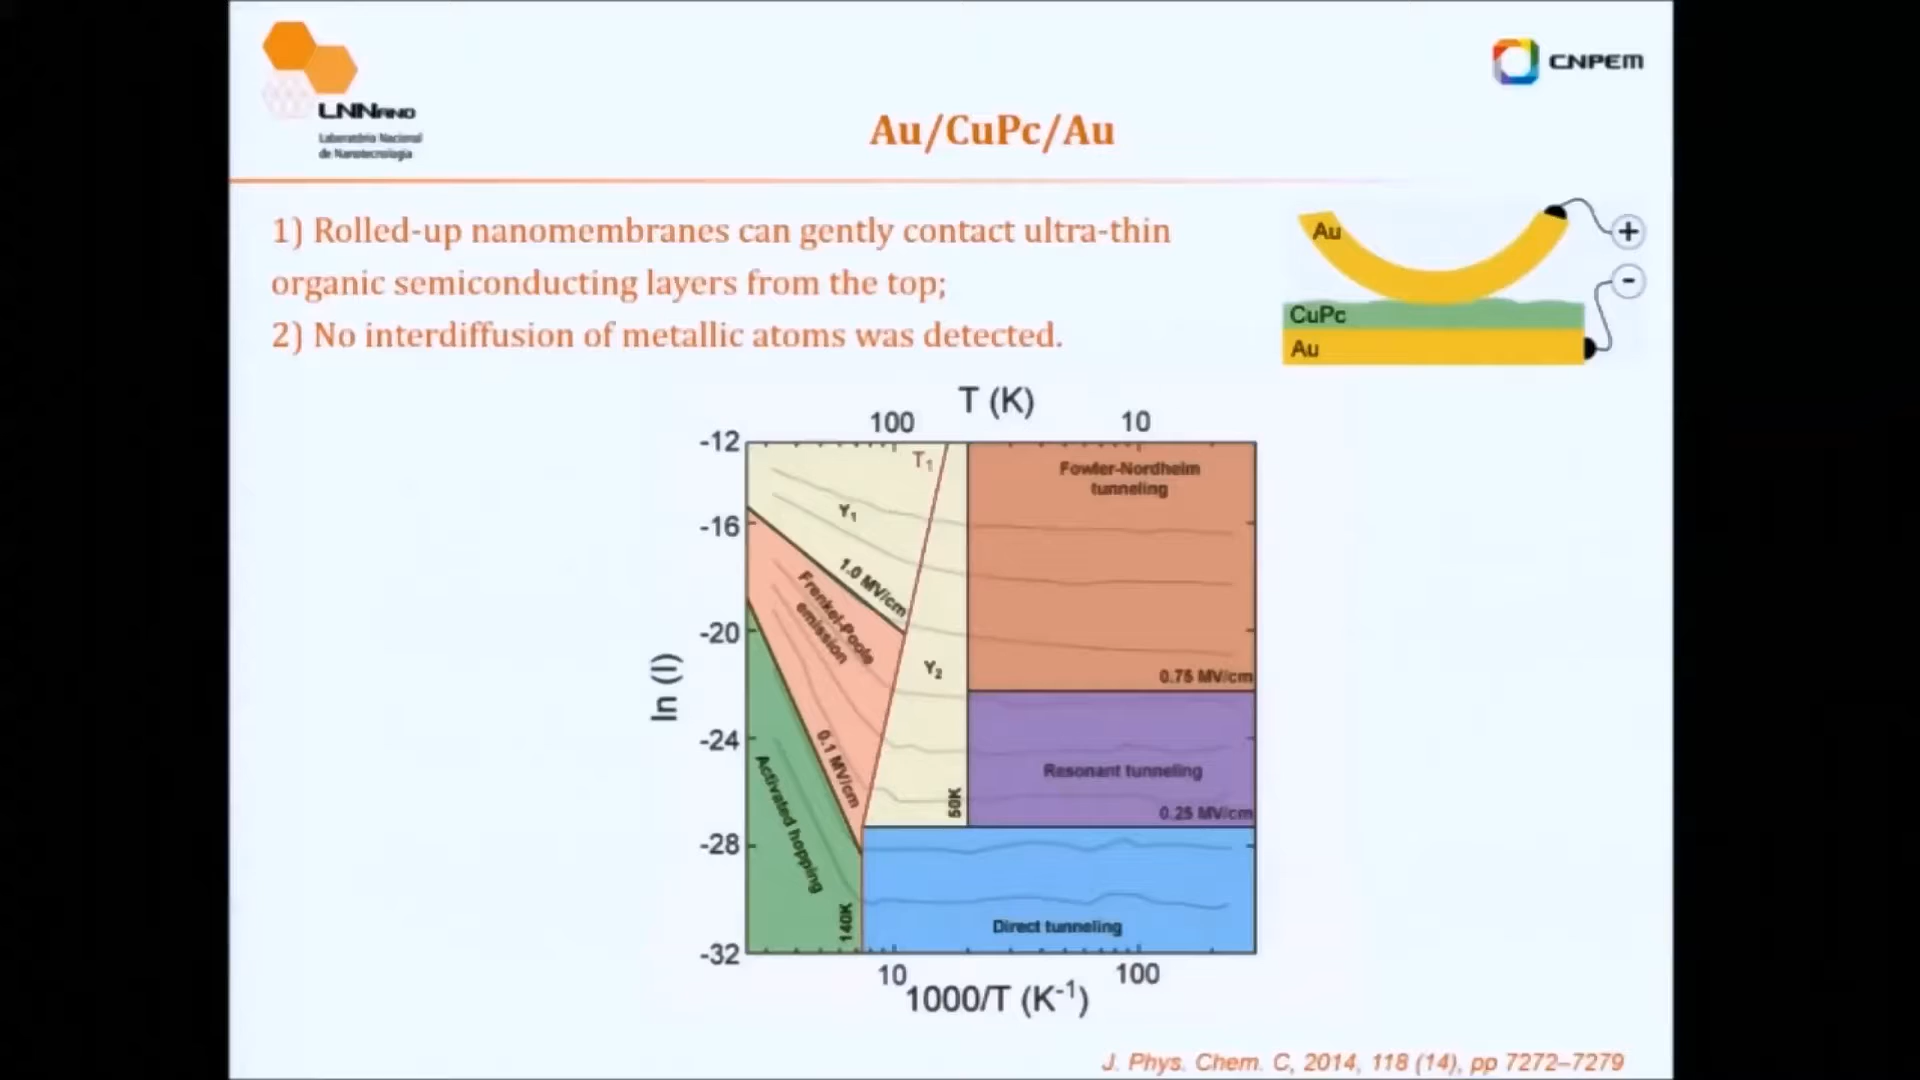 LNNano
Laboratório Nacional
de Nanotecnologia
CNPEM
Au/CuPc/Au
1) Rolled-up nanomembranes can gently contact ultra-thin
organic semiconducting layers from the top;
2) No interdiffusion of metallic atoms was detected.
Au
+
-
CuPc
Au
T (K)
100
10
-12
-16
-20
-24
-28
-32
ln (I)
T1
Y1
1.0 MV/cm
Frenkel-Poole
emission
0.1 MV/cm
Activated hopping
140K
Y2
50K
Fowler-Nordheim
tunneling
0.75 MV/cm
Resonant tunneling
0.25 MV/cm
Direct tunneling
10
100
1000/T (K-1)
J. Phys. Chem. C, 2014, 118 (14), pp 7272–7279